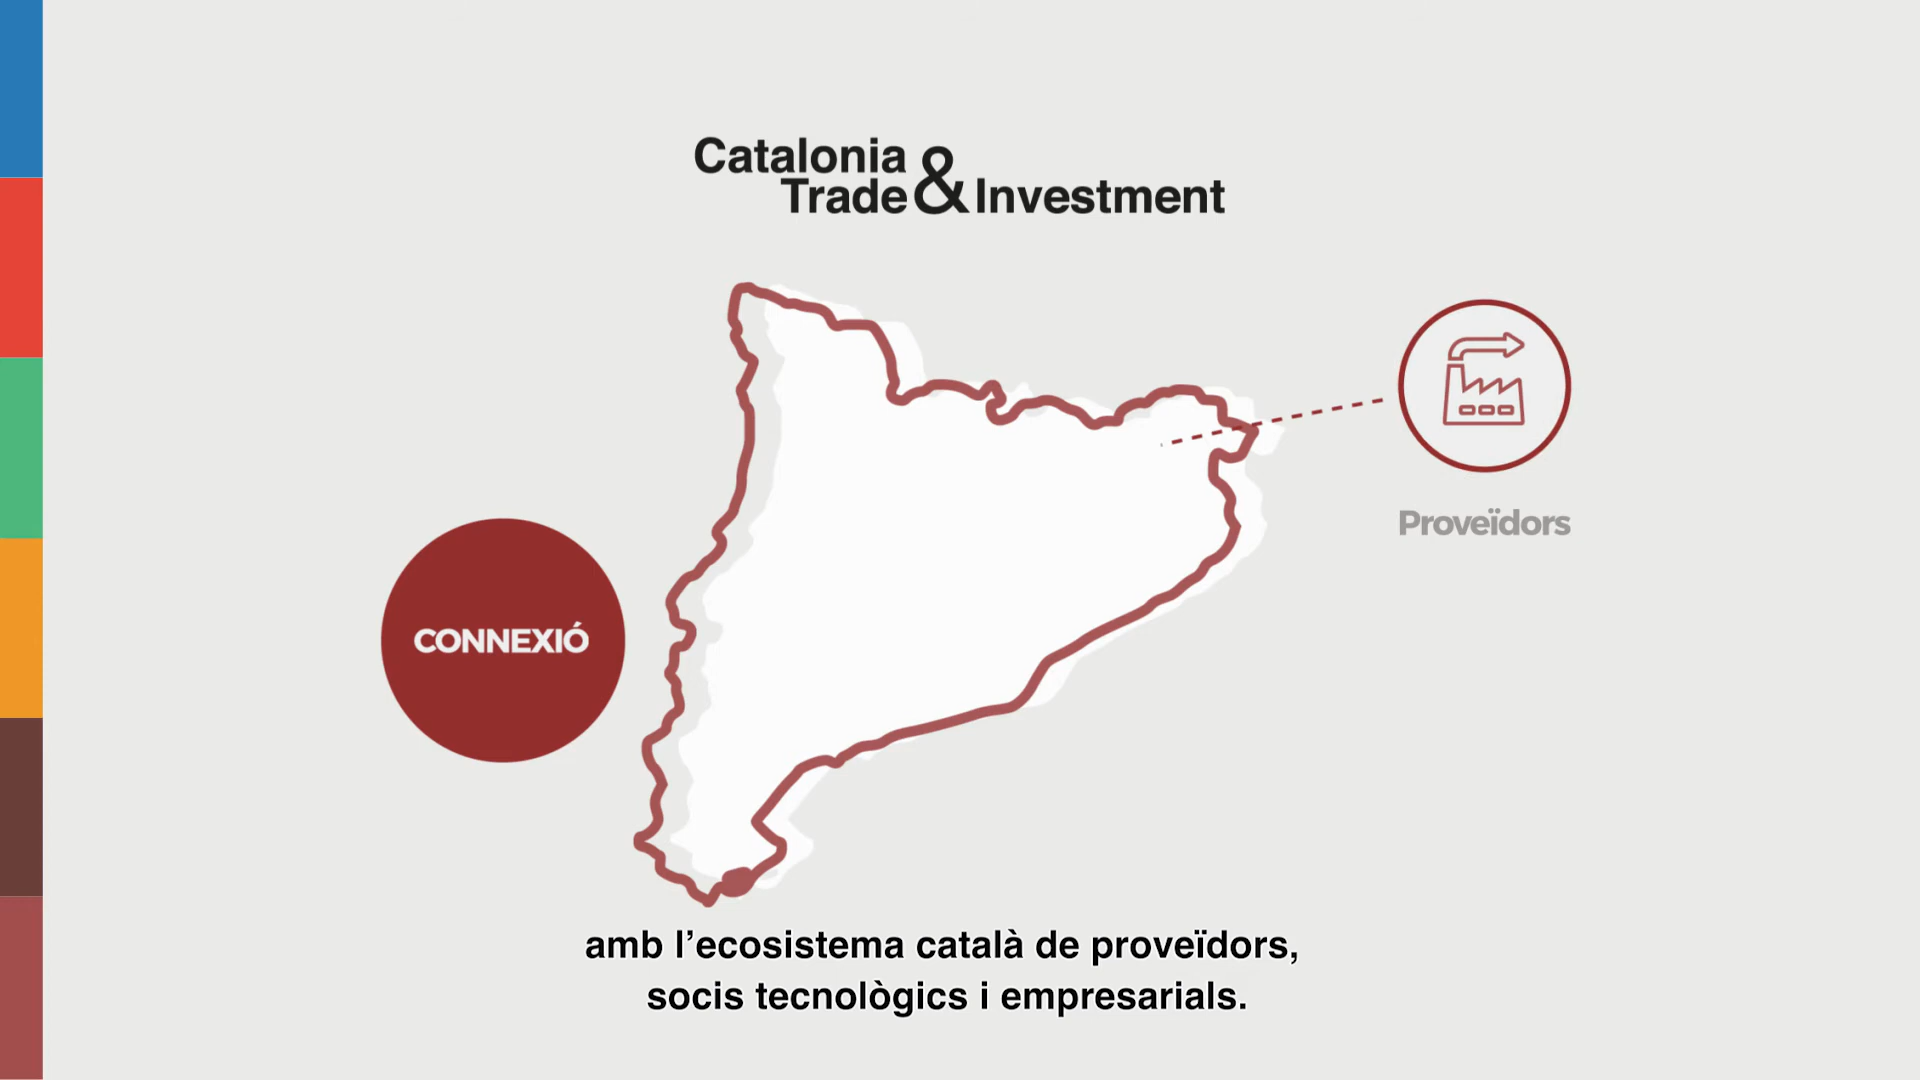 Catalonia
Trade & Investment
Proveïdors
CONNEXIÓ
amb l’ecosistema català de proveïdors,
socis tecnològics i empresarials.